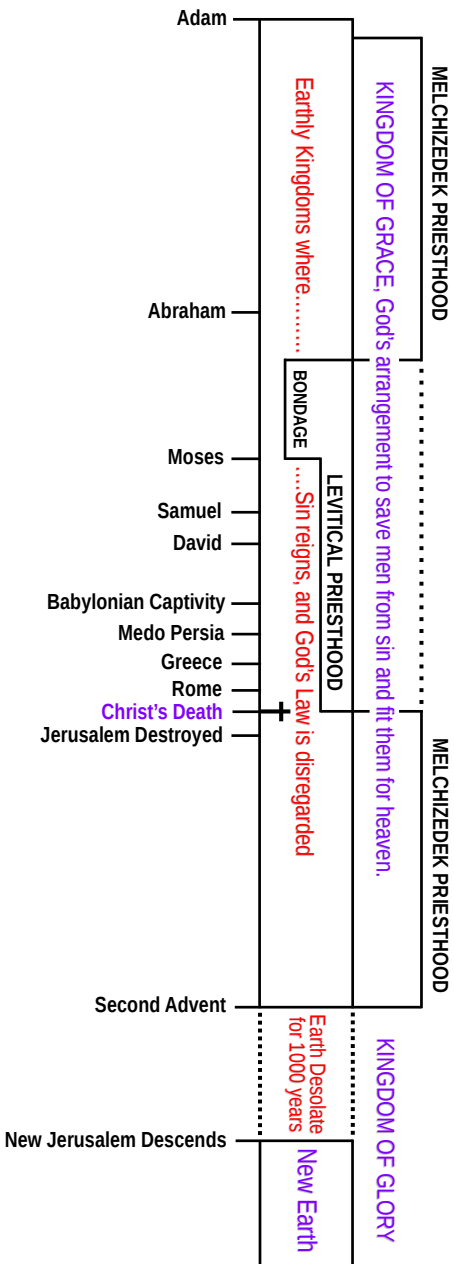 Adam
Abraham
Moses
Samuel
David
Babylonian Captivity
Medo Persia
Greece
Rome
Christ’s Death
Jerusalem Destroyed
Second Advent
New Jerusalem Descends
MELCHIZEDEK PRIESTHOOD
MELCHIZEDEK PRIESTHOOD
KINGDOM OF GRACE, God’s arrangement to save men from sin and fit them for heaven.
KINGDOM OF GLORY
LEVITICAL PRIESTHOOD
Earthly Kingdoms where.........
BONDAGE
.....Sin reigns, and God’s Law is disregarded
Earth Desolate
for 1000 years
New Earth